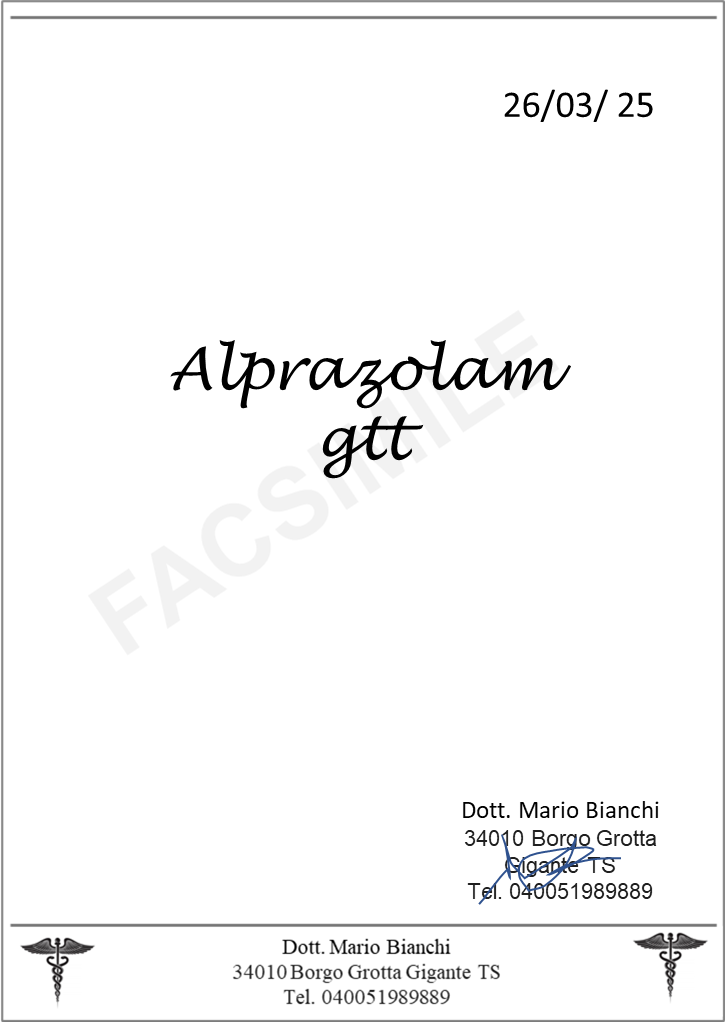 26/03/ 25
Alprazolam
gtt
FACSIMILE
Dott. Mario Bianchi
34010 Borgo Grotta
Gigante TS
Tel. 040051989889
Dott. Mario Bianchi
34010 Borgo Grotta Gigante TS
Tel. 040051989889